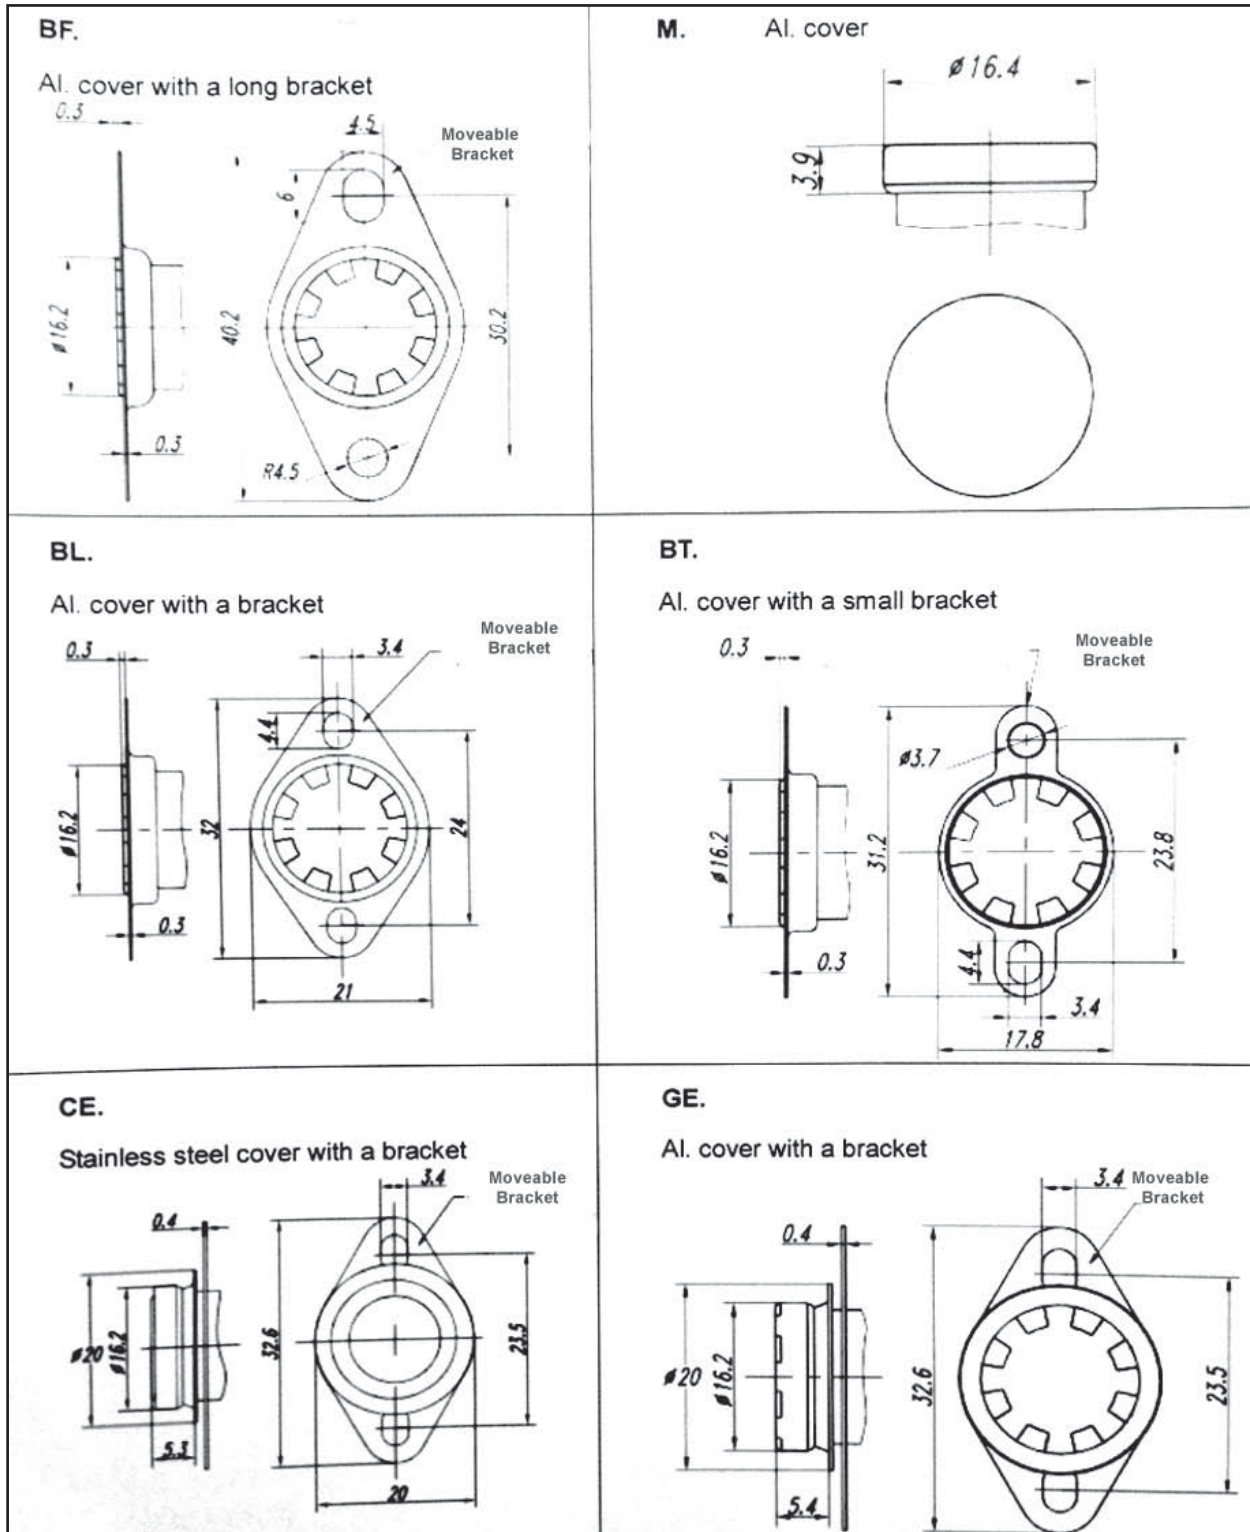 BF.
Al. cover with a long bracket
0.3
4.5
Moveable
Bracket
6
ø16.2
40.2
30.2
0.3
R4.5
M. Al. cover
ø16.4
3.9
BL.
Al. cover with a bracket
0.3
3.4
Moveable
Bracket
4.4
ø16.2
32
24
0.3
21
BT.
Al. cover with a small bracket
0.3
Moveable
Bracket
ø3.7
ø16.2
31.2
23.8
0.3
4.4
3.4
17.8
CE.
Stainless steel cover with a bracket
3.4
Moveable
Bracket
0.4
ø20
ø16.2
32.6
23.5
5.3
20
GE.
Al. cover with a bracket
3.4
Moveable
Bracket
0.4
ø20
ø16.2
32.6
23.5
5.4